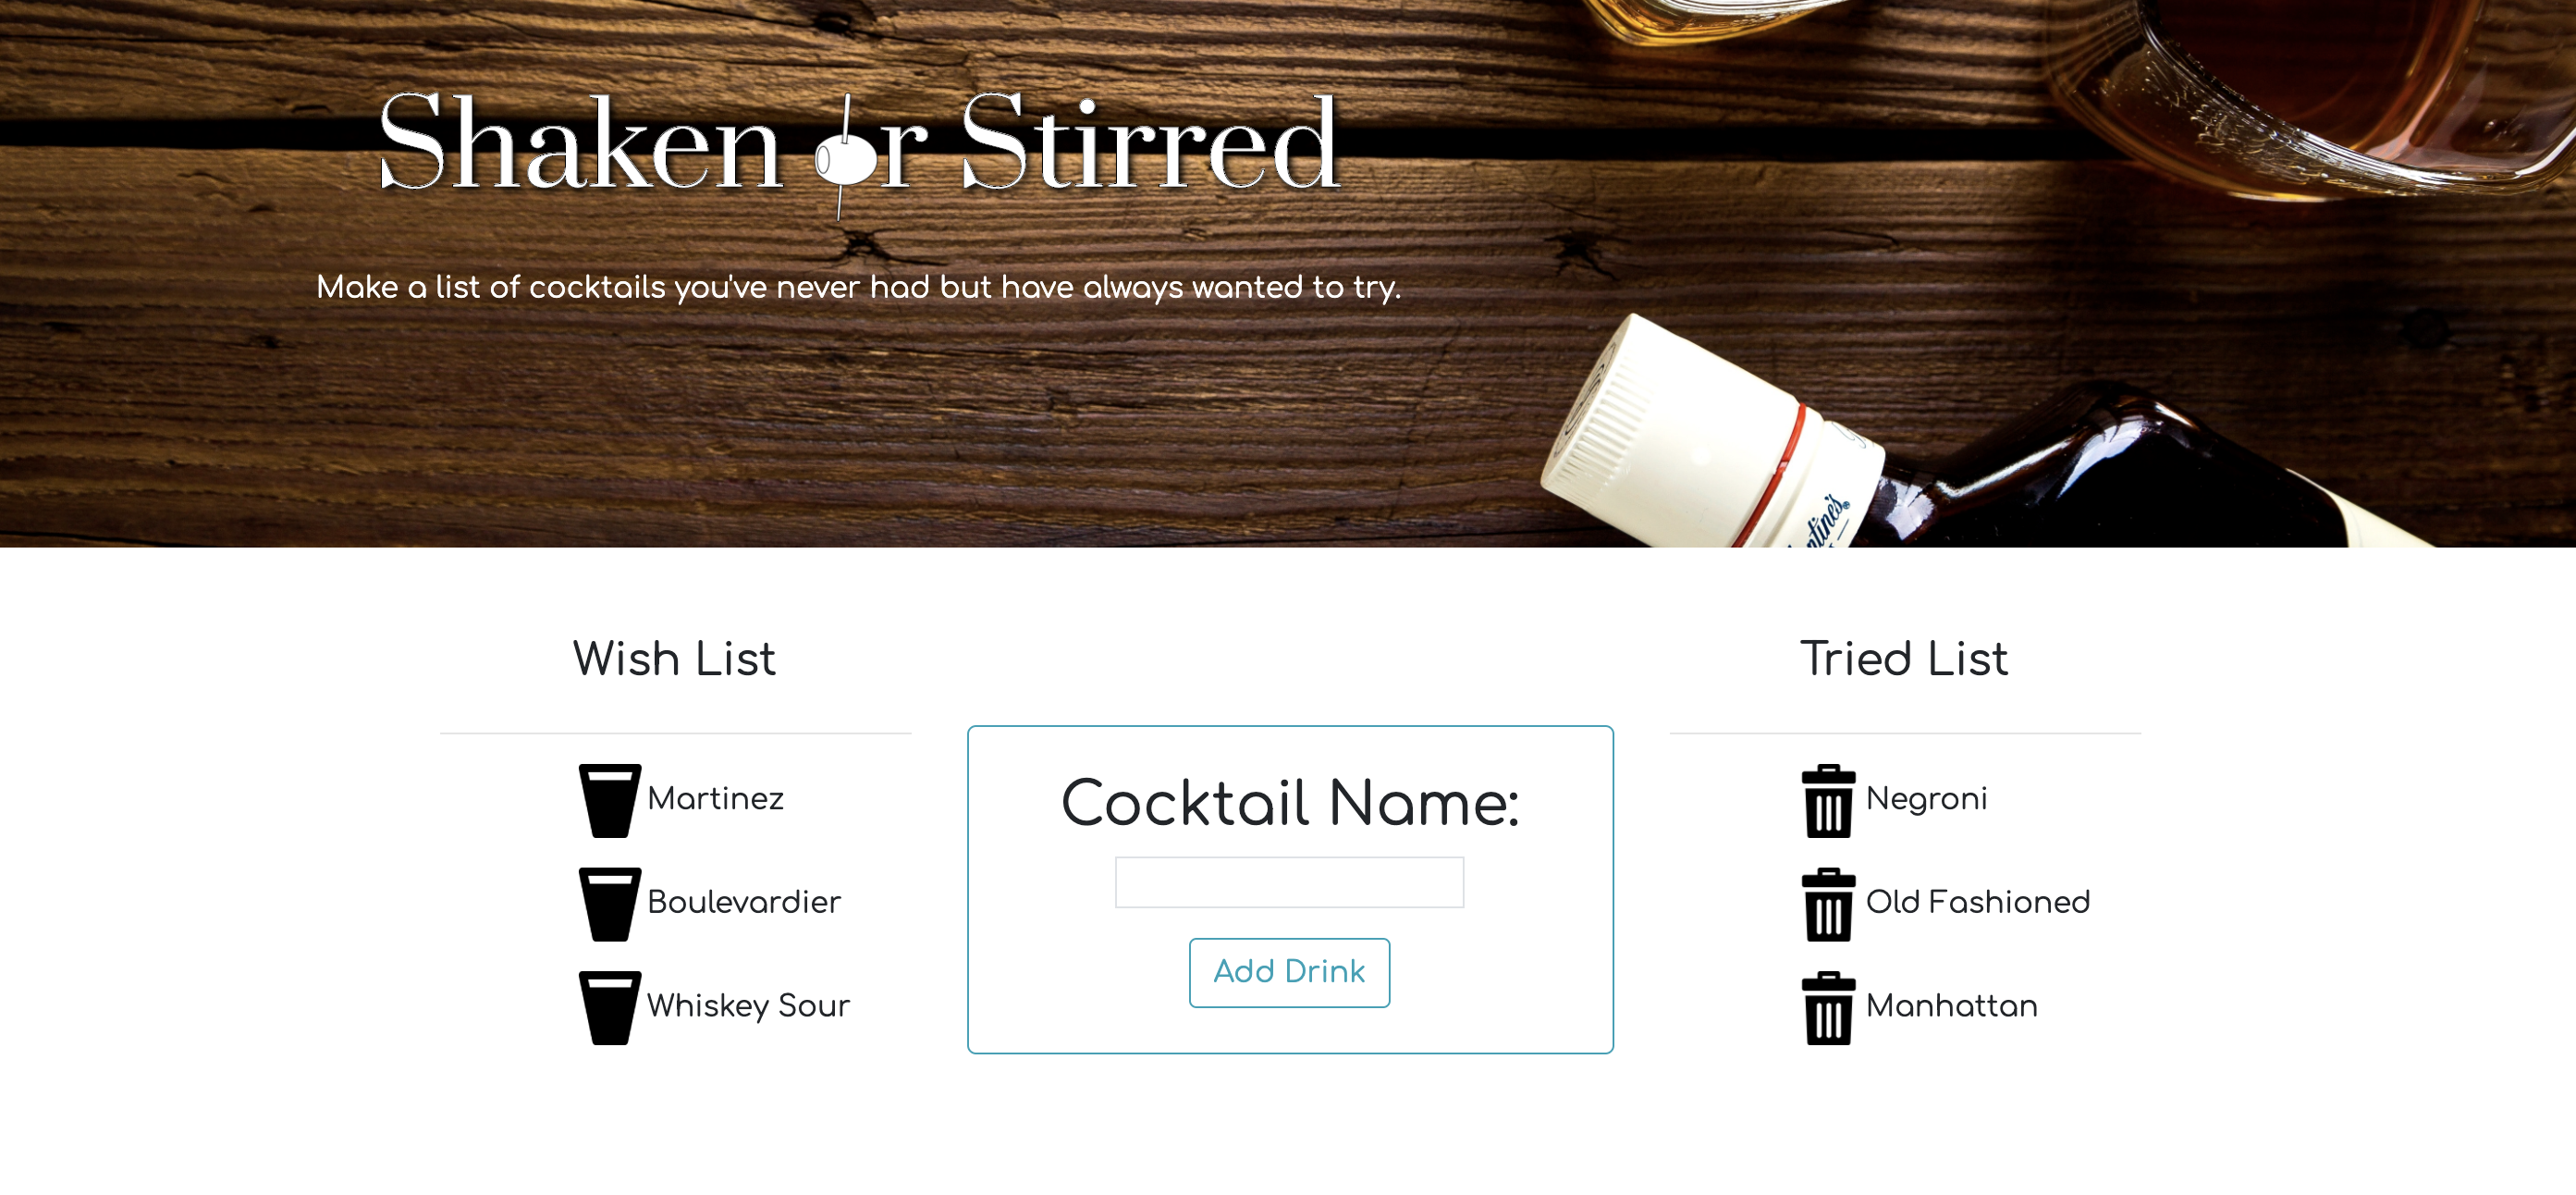 Shaken or Stirred
Make a list of cocktails you've never had but have always wanted to try.
Wish List
Martinez
Boulevardier
Whiskey Sour
Cocktail Name:
Add Drink
Tried List
Negroni
Old Fashioned
Manhattan